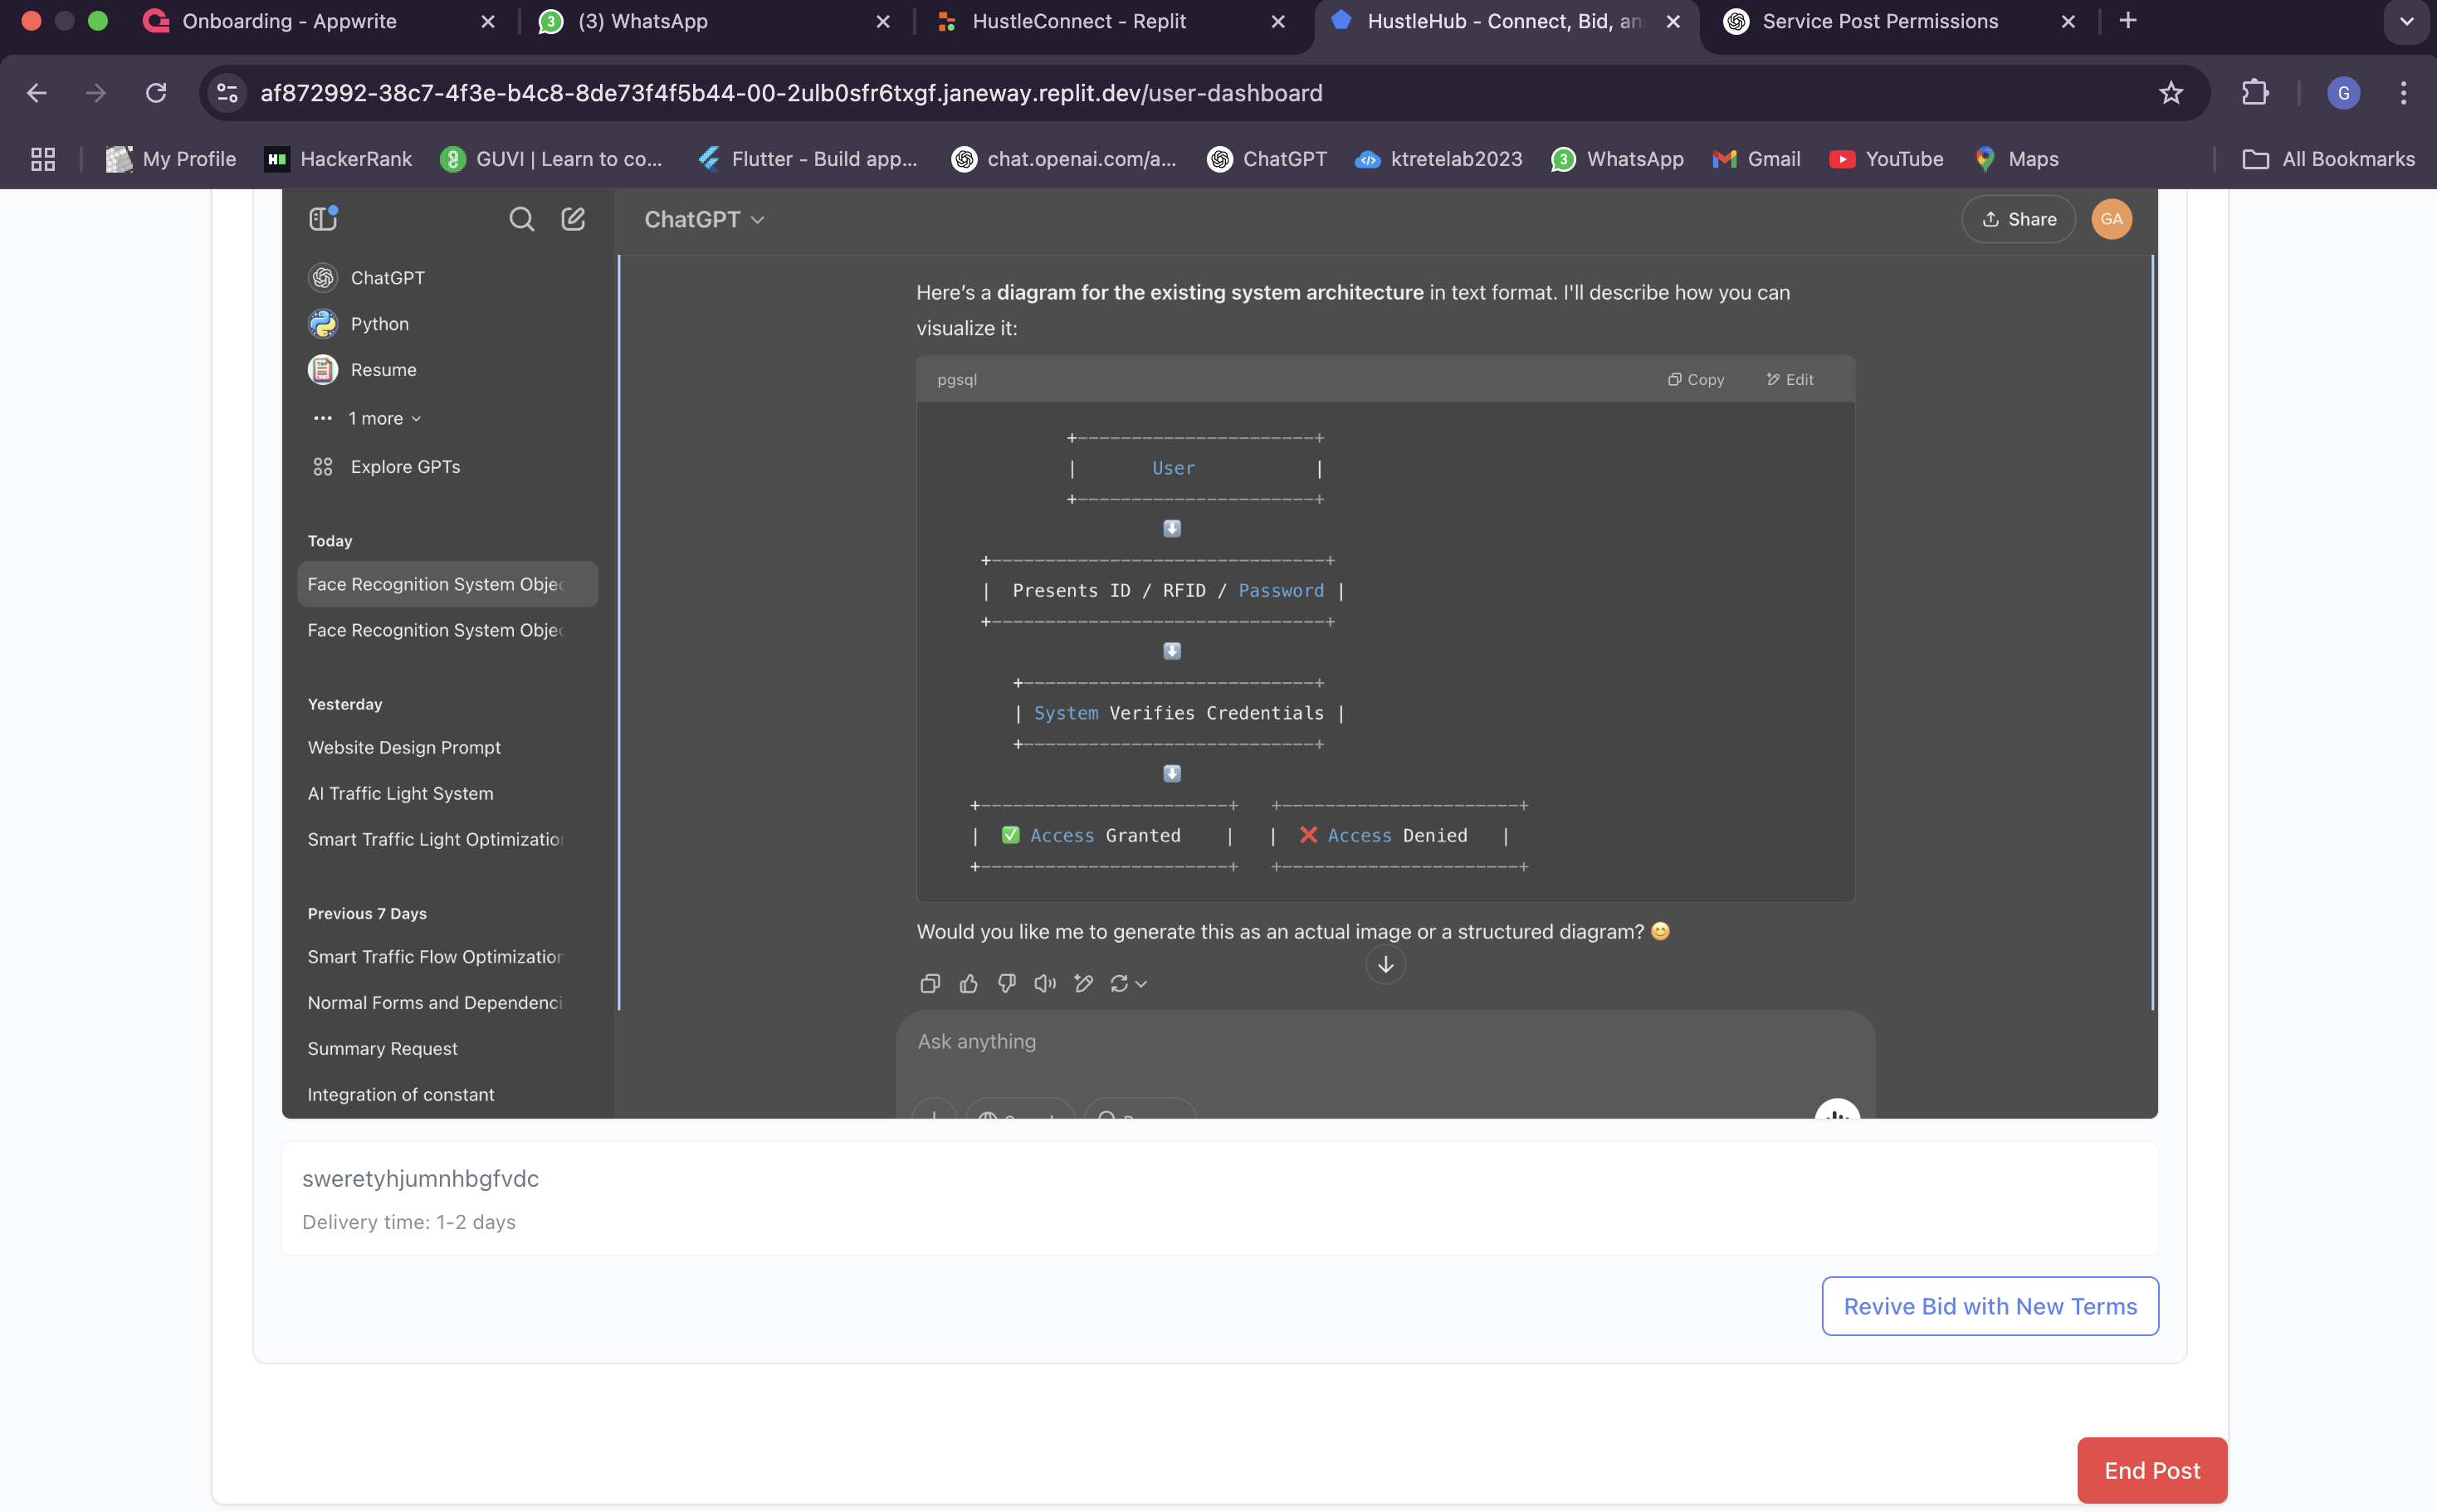 Onboarding - Appwrite
3
(3) WhatsApp
HustleConnect - Replit
HustleHub - Connect, Bid, an
Service Post Permissions
af872992-38c7-4f3e-b4c8-8de73f4f5b44-00-2ulb0sfr6txgf.janeway.replit.dev/user-dashboard
G
My Profile
HackerRank
GUVI | Learn to co...
Flutter - Build app...
chat.openai.com/a...
ChatGPT
ktretelab2023
3
WhatsApp
Gmail
YouTube
Maps
All Bookmarks
ChatGPT
Share
GA
ChatGPT
Python
Resume
1 more
Explore GPTs
Today
Face Recognition System Objec
Face Recognition System Objec
Yesterday
Website Design Prompt
AI Traffic Light System
Smart Traffic Light Optimization
Previous 7 Days
Smart Traffic Flow Optimization
Normal Forms and Dependenci
Summary Request
Integration of constant
Here’s a diagram for the existing system architecture in text format. I'll describe how you can
visualize it:
pgsql
Copy
Edit
User
Presents ID / RFID / Password
System Verifies Credentials
✅ Access Granted
❌ Access Denied
Would you like me to generate this as an actual image or a structured diagram? 😊
Ask anything
sweretyhjumnhbgfvdc
Delivery time: 1-2 days
Revive Bid with New Terms
End Post